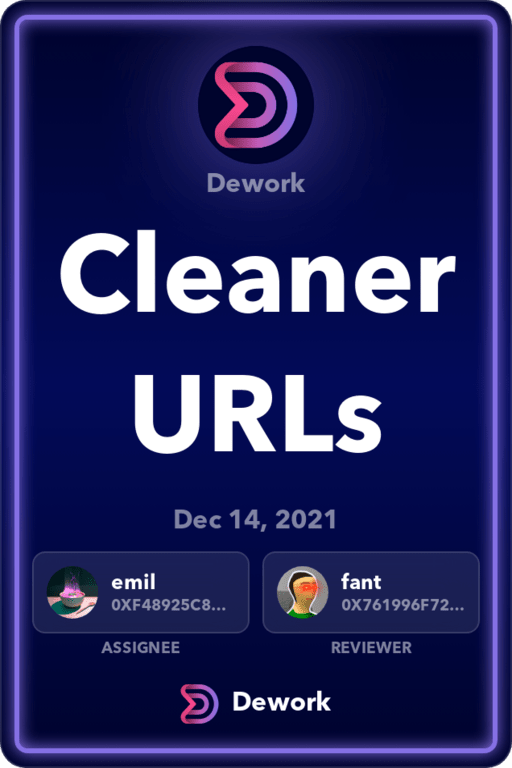 Dework
Cleaner
URLs
Dec 14, 2021
emil
0XF48925C8...
fant
0X761996F72...
ASSIGNEE
REVIEWER
Dework